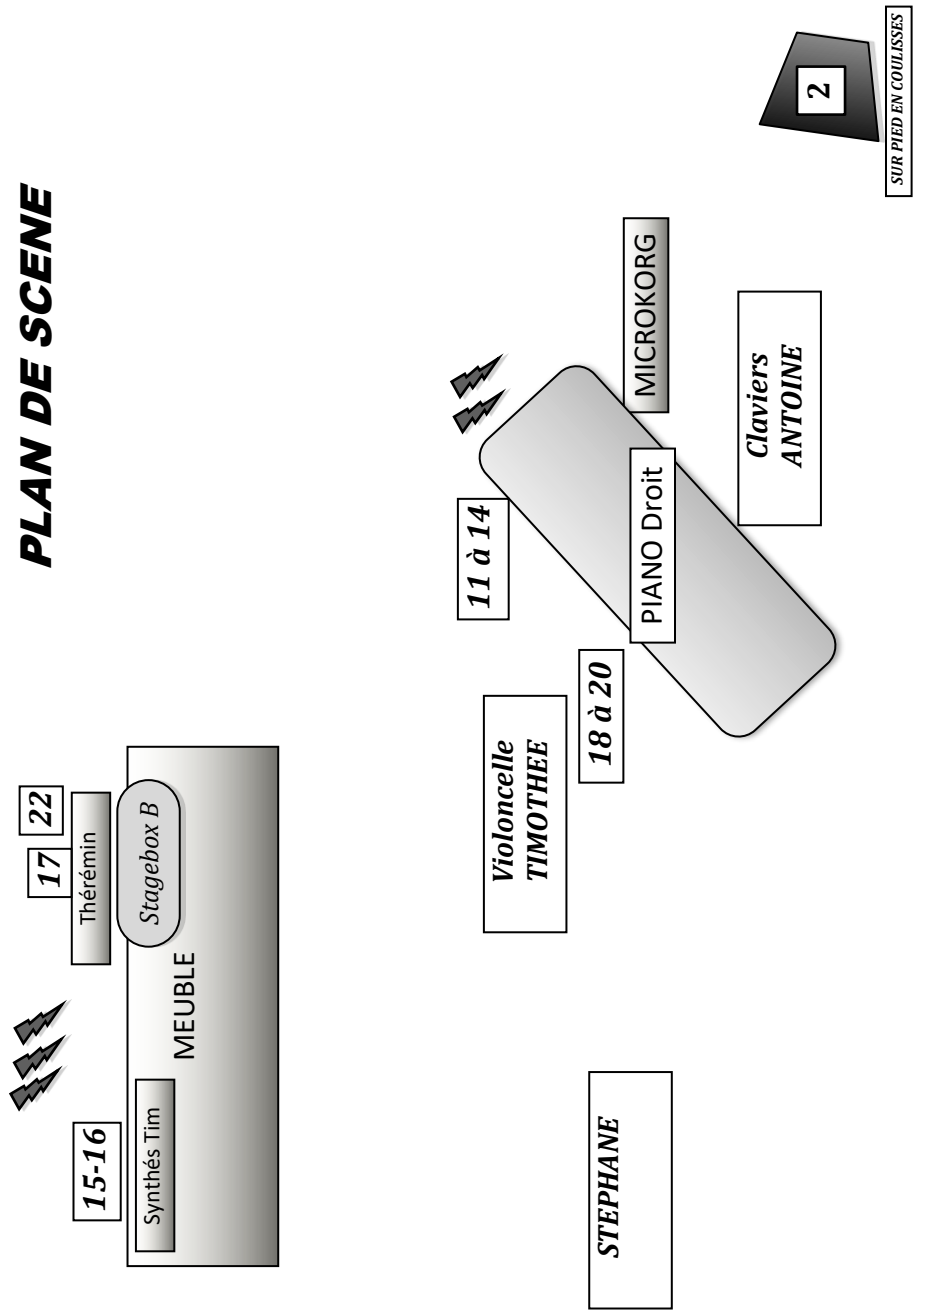 PLAN DE SCENE
15-16
17
22
Thérémin
Synthés Tim
Stagebox B
MEUBLE
11 à 14
Violoncelle
TIMOTHEE
18 à 20
STEPHANE
PIANO Droit
MICROKORG
Claviers
ANTOINE
2
SUR PIED EN COULISSES